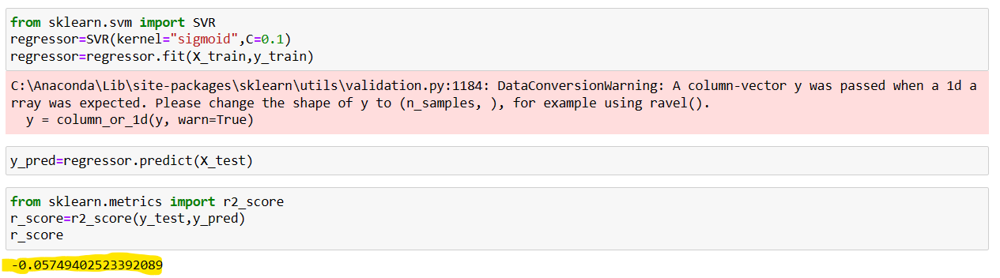 from sklearn.svm import SVR
regressor=SVR(kernel="sigmoid",C=0.1)
regressor=regressor.fit(X_train,y_train)
C:\Anaconda\Lib\site-packages\sklearn\utils\validation.py:1184: DataConversionWarning: A column-vector y was passed when a 1d a
rray was expected. Please change the shape of y to (n_samples, ), for example using ravel().
  y = column_or_1d(y, warn=True)
y_pred=regressor.predict(X_test)
from sklearn.metrics import r2_score
r_score=r2_score(y_test,y_pred)
r_score
-0.05749402523392089